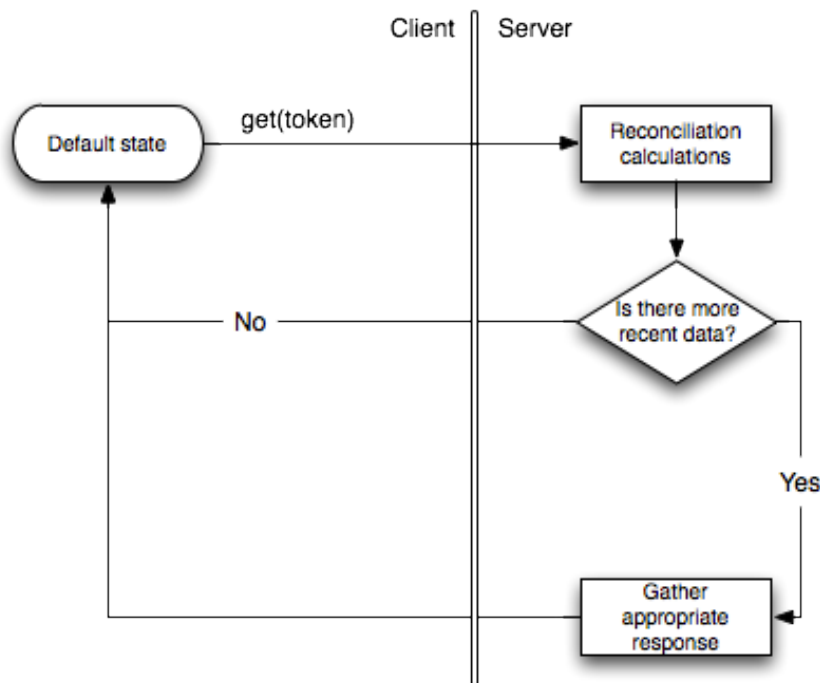 Client
Server
Default state
get(token)
Reconciliation
calculations
Is there more
recent data?
No
Yes
Gather
appropriate
response